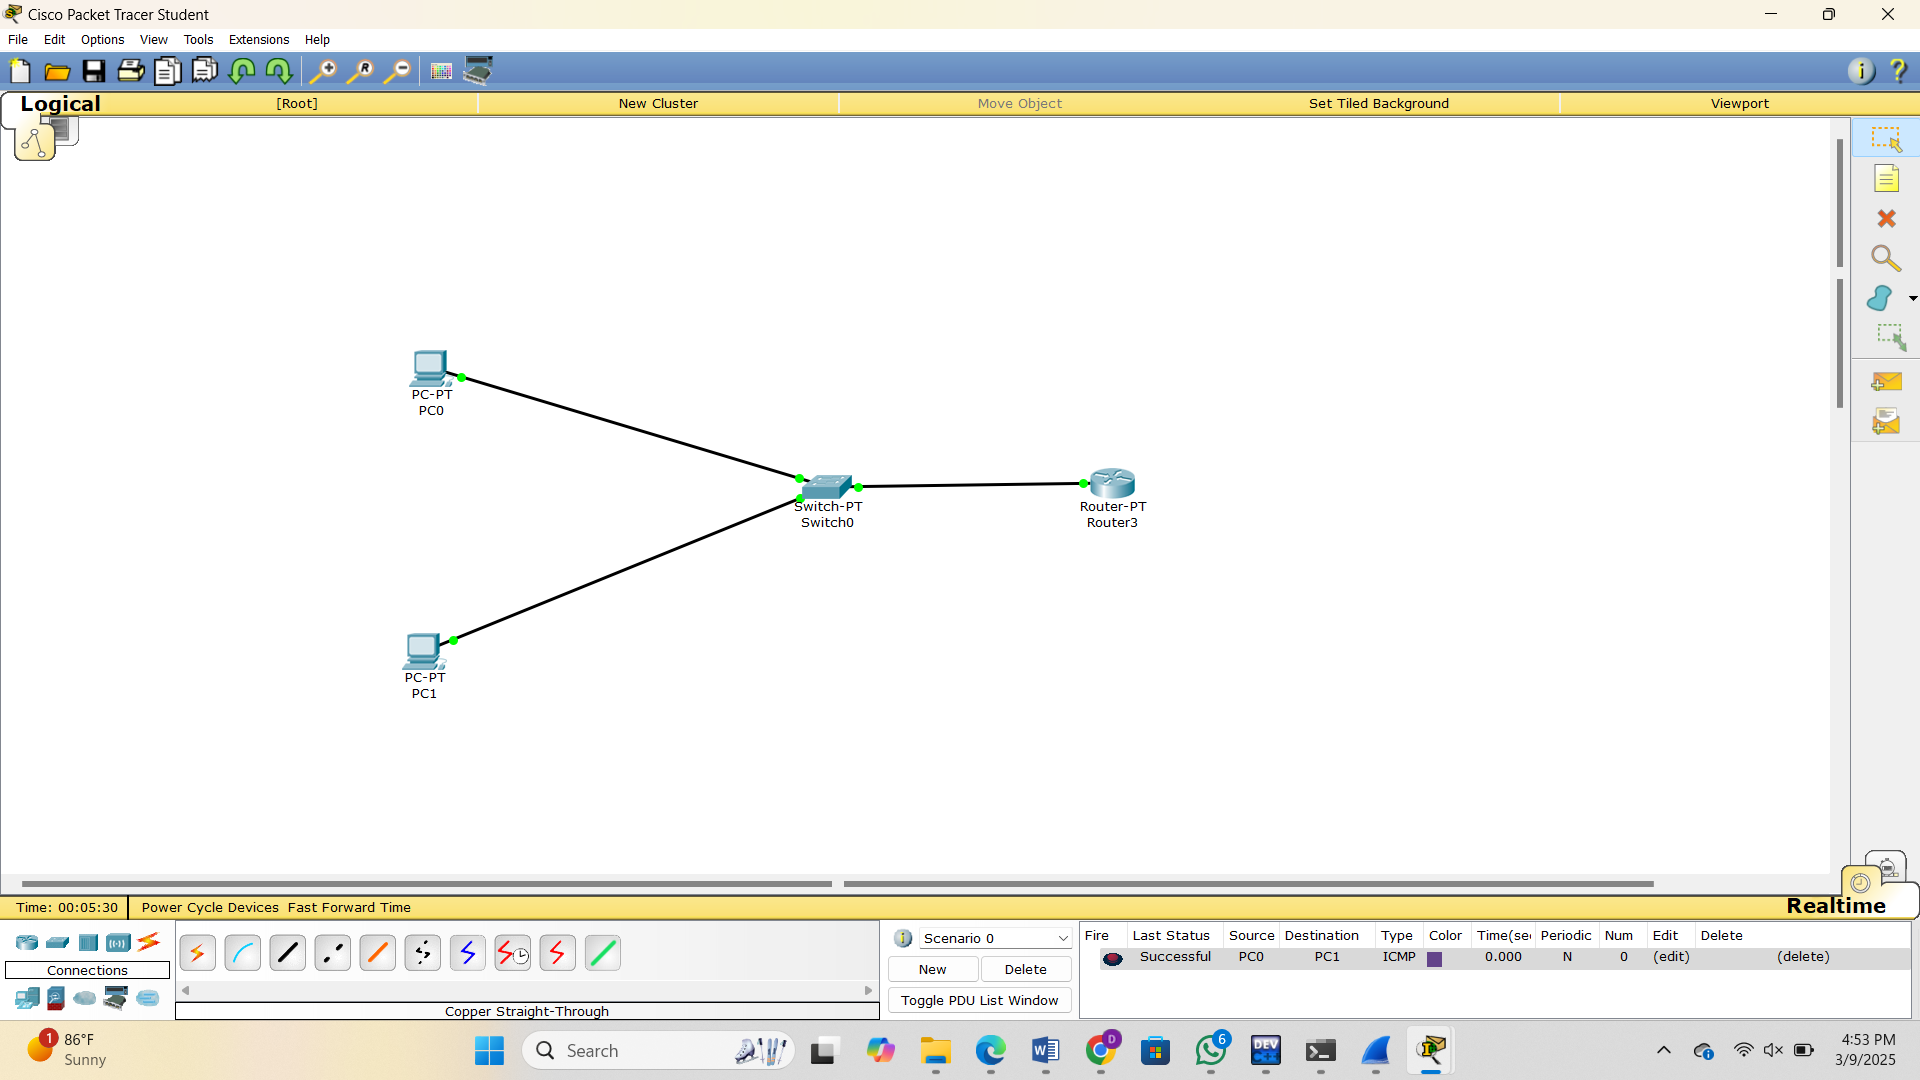 Cisco Packet Tracer Student
File Edit Options View Tools Extensions Help
Logical [Root] New Cluster Move Object Set Tiled Background Viewport
PC-PT
PC0
Switch-PT
Switch0
Router-PT
Router3
PC-PT
PC1
Time: 00:05:30 Power Cycle Devices Fast Forward Time
Realtime
Connections
Copper Straight-Through
Scenario 0
New Delete
Toggle PDU List Window
Fire Last Status Source Destination Type Color Time(sec Periodic Num Edit Delete
Successful PC0 PC1 ICMP 0.000 N 0 (edit) (delete)
1
86°F
Sunny
Search
D
6
DEV
C++
4:53 PM
3/9/2025